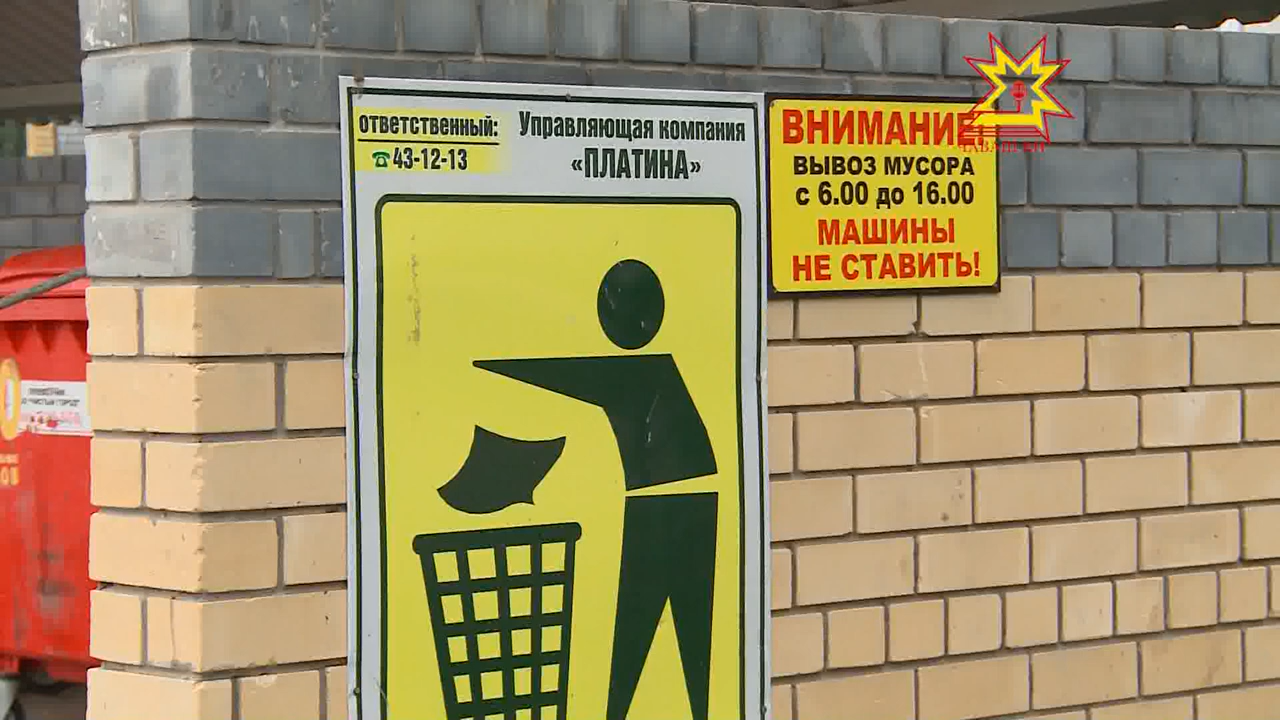 ответственный:
☎43-12-13
Управляющая компания
«ПЛАТИНА»
ВНИМАНИЕ!
ВЫВОЗ МУСОРА
с 6.00 до 16.00
МАШИНЫ
НЕ СТАВИТЬ!